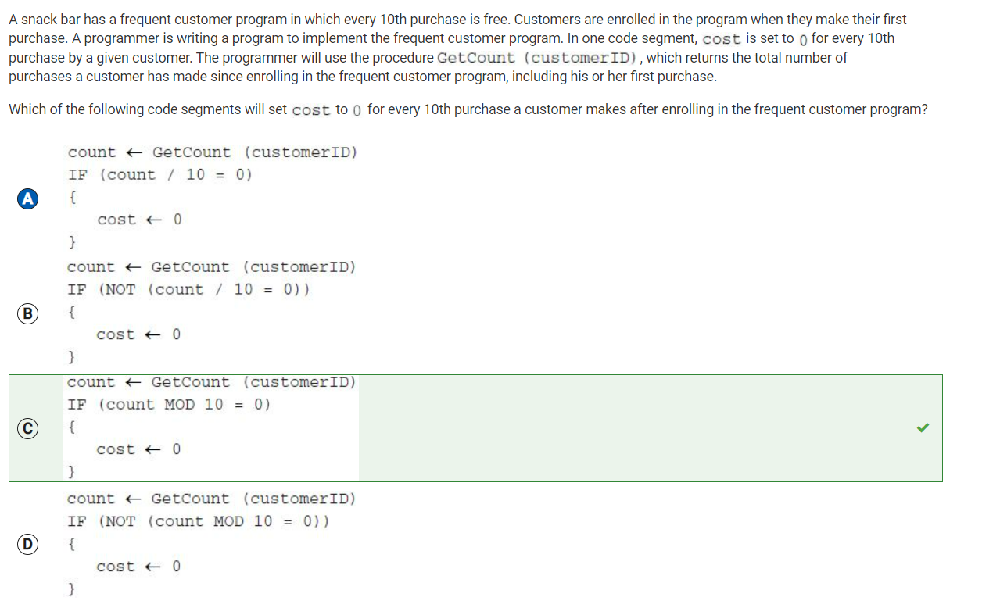 A snack bar has a frequent customer program in which every 10th purchase is free. Customers are enrolled in the program when they make their first
purchase. A programmer is writing a program to implement the frequent customer program. In one code segment, cost is set to 0 for every 10th
purchase by a given customer. The programmer will use the procedure GetCount (customerID), which returns the total number of
purchases a customer has made since enrolling in the frequent customer program, including his or her first purchase.
Which of the following code segments will set cost to 0 for every 10th purchase a customer makes after enrolling in the frequent customer program?
count ← GetCount (customerID)
IF (count / 10 = 0)
A {
cost ← 0
}
count ← GetCount (customerID)
IF (NOT (count / 10 = 0))
B {
cost ← 0
}
count ← GetCount (customerID)
IF (count MOD 10 = 0)
C {
cost ← 0
}
count ← GetCount (customerID)
IF (NOT (count MOD 10 = 0))
D {
cost ← 0
}